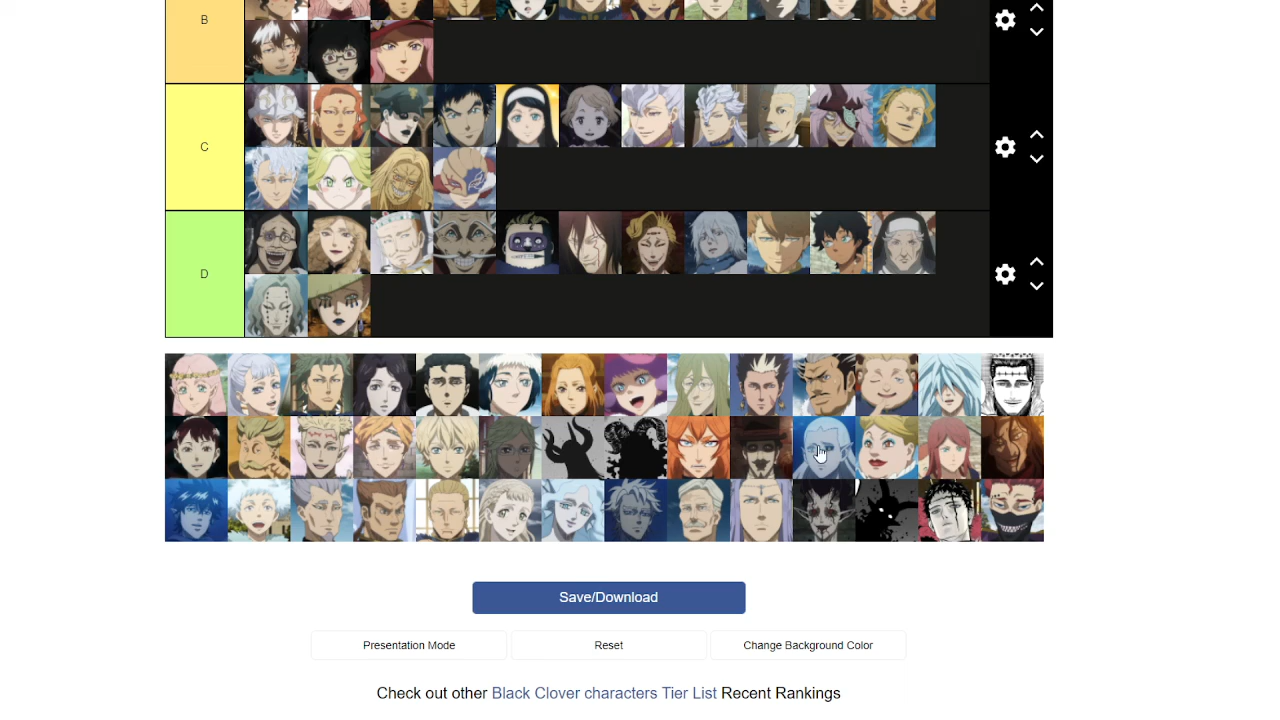 B
C
D
Save/Download
Presentation Mode
Reset
Change Background Color
Check out other Black Clover characters Tier List Recent Rankings